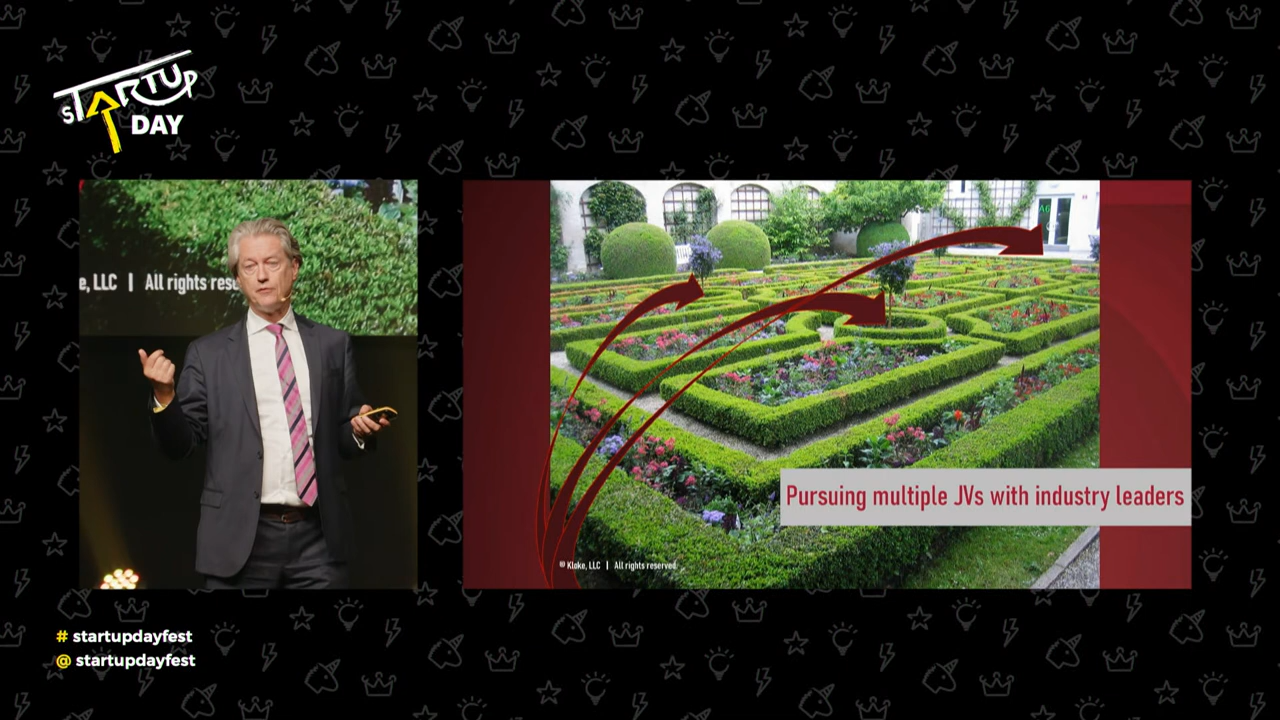 STARTUP
DAY
e, LLC | All rights rese
A6
Pursuing multiple JVs with industry leaders
© Kloke, LLC | All rights reserved.
# startupdayfest
@ startupdayfest